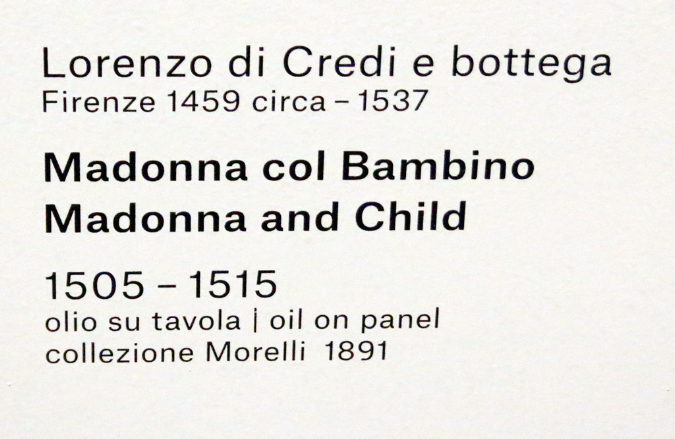 Lorenzo di Credi e bottega
Firenze 1459 circa – 1537
Madonna col Bambino
Madonna and Child
1505 – 1515
olio su tavola | oil on panel
collezione Morelli 1891